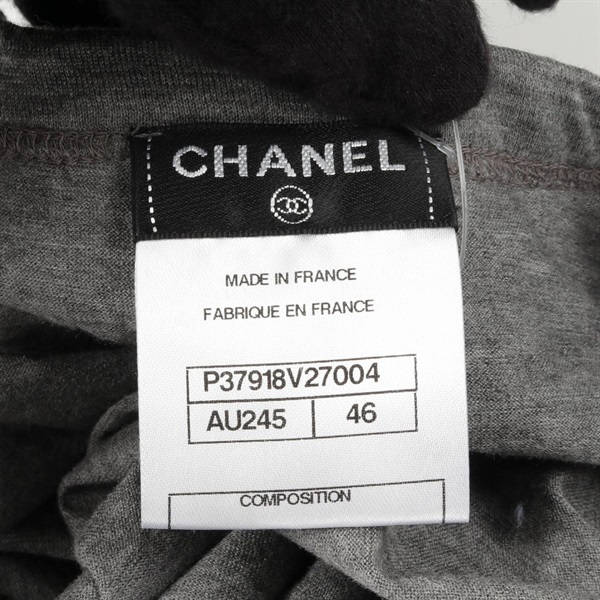 CHANEL
MADE IN FRANCE
FABRIQUE EN FRANCE
P37918V27004
AU245 46
COMPOSITION